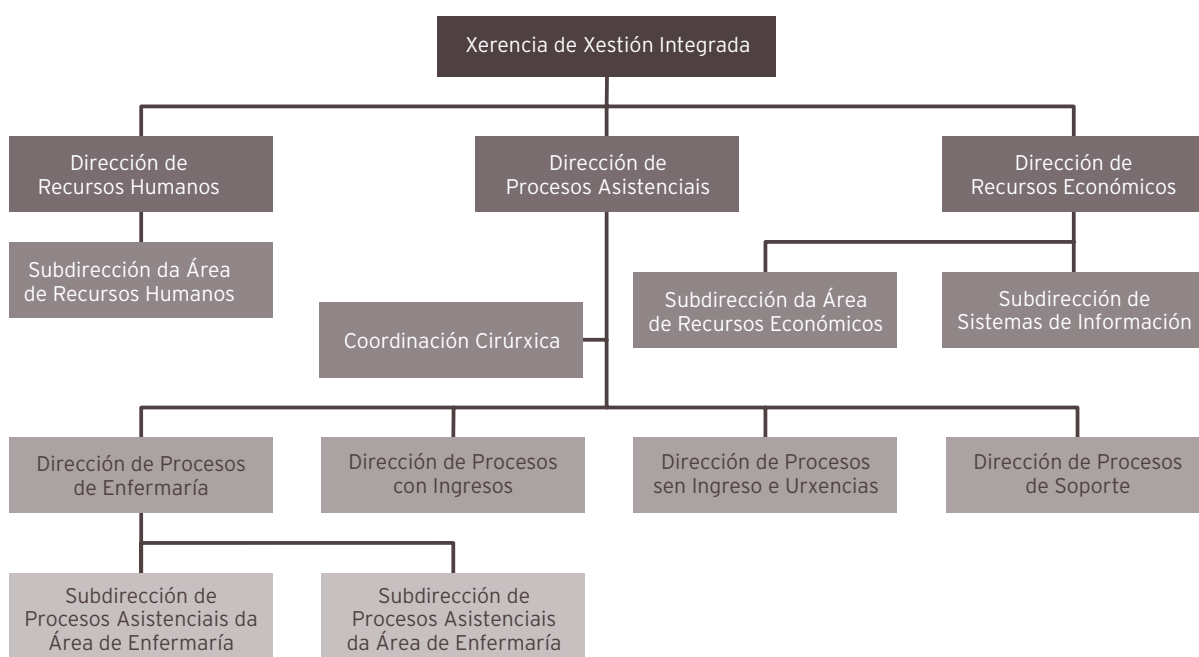 Xerencia de Xestión Integrada
Dirección de
Recursos Humanos
Dirección de
Procesos Asistenciais
Dirección de
Recursos Económicos
Subdirección da Área
de Recursos Humanos
Subdirección da Área
de Recursos Económicos
Subdirección de
Sistemas de Información
Coordinación Cirúrxica
Dirección de Procesos
de Enfermaría
Dirección de Procesos
con Ingresos
Dirección de Procesos
sen Ingreso e Urxencias
Dirección de Procesos
de Soporte
Subdirección de
Procesos Asistenciais da
Área de Enfermaría
Subdirección de
Procesos Asistenciais
da Área de Enfermaría